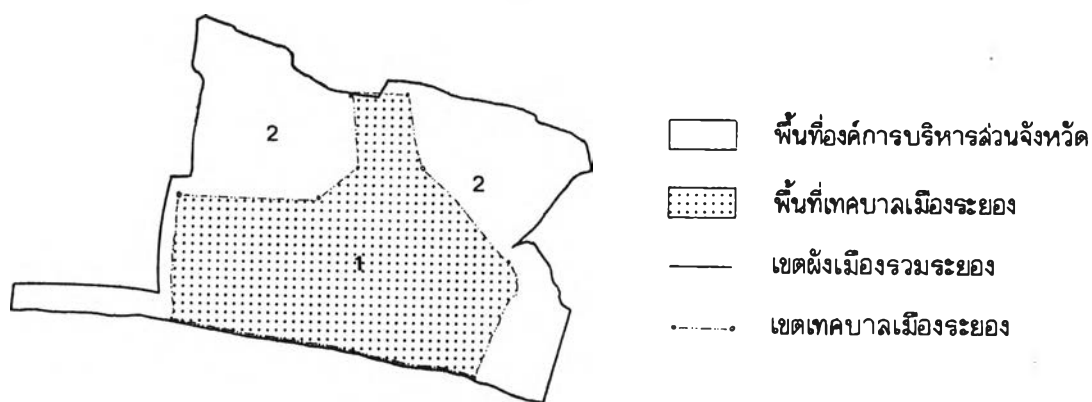 2
2
1
พื้นที่องค์การบริหารส่วนจังหวัด
พื้นที่เทศบาลเมืองระยอง
เขตผังเมืองรวมระยอง
เขตเทศบาลเมืองระยอง